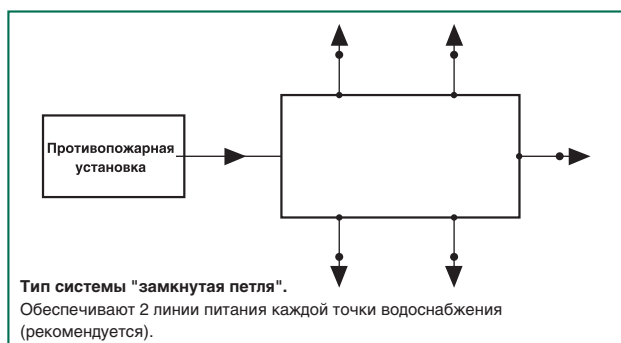 Противопожарная
установка
Тип системы "замкнутая петля".
Обеспечивают 2 линии питания каждой точки водоснабжения
(рекомендуется).